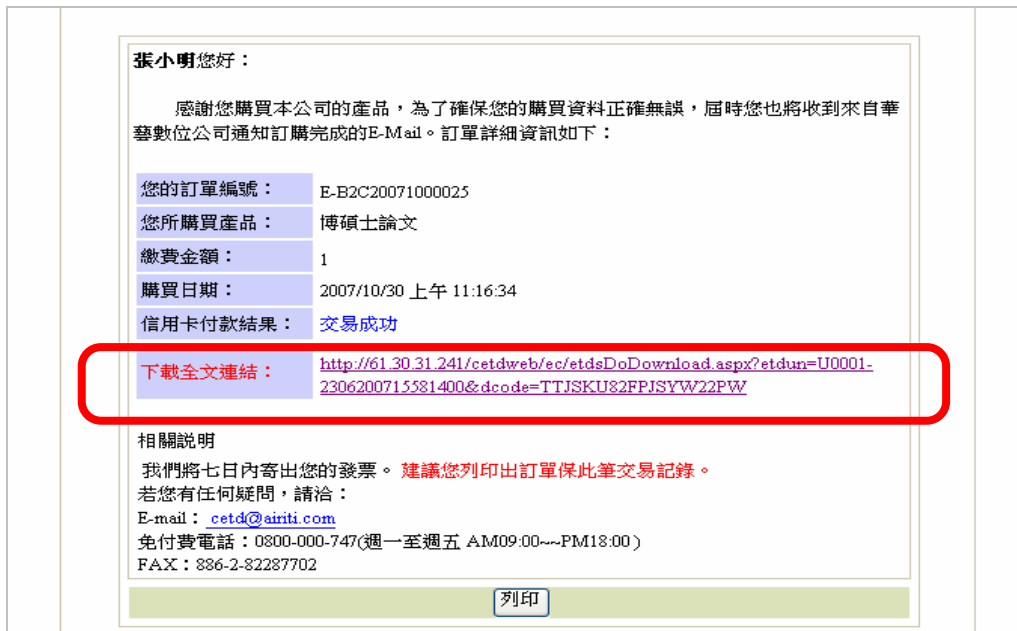 張小明您好：
感謝您購買本公司的產品，為了確保您的購買資料正確無誤，屆時您也將收到來自華
藝數位公司通知訂購完成的E-Mail。訂單詳細資訊如下：
您的訂單編號： E-B2C20071000025
您所購買產品： 博碩士論文
繳費金額： 1
購買日期： 2007/10/30 上午 11:16:34
信用卡付款結果： 交易成功
下載全文連結： http://61.30.31.241/cetdweb/ec/etdsDoDownload.aspx?etdun=U0001-
2306200715581400&dcode=TTJSKU82FPJSYW22PW
相關說明
我們將七日內寄出您的發票。建議您列印出訂單保此筆交易記錄。
若您有任何疑問，請洽：
E-mail： cetd@airiti.com
免付費電話：0800-000-747(週一至週五 AM09:00~~PM18:00)
FAX：886-2-82287702
列印